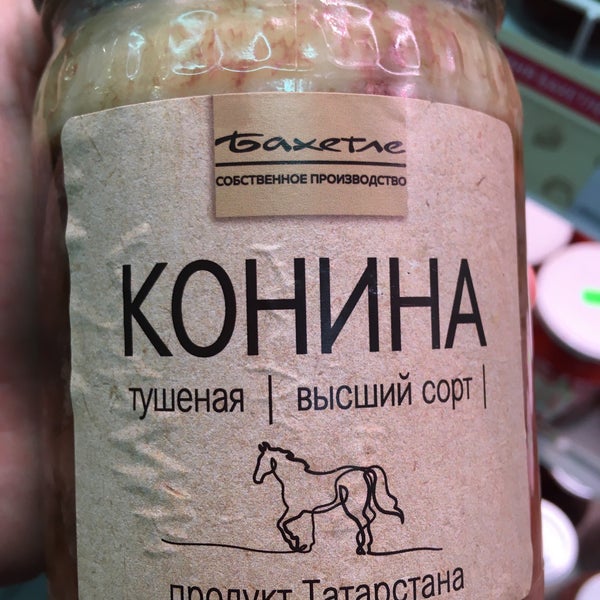 Бахетле
СОБСТВЕННОЕ ПРОИЗВОДСТВО
КОНИНА
тушеная | высший сорт |
продукт Татарстана